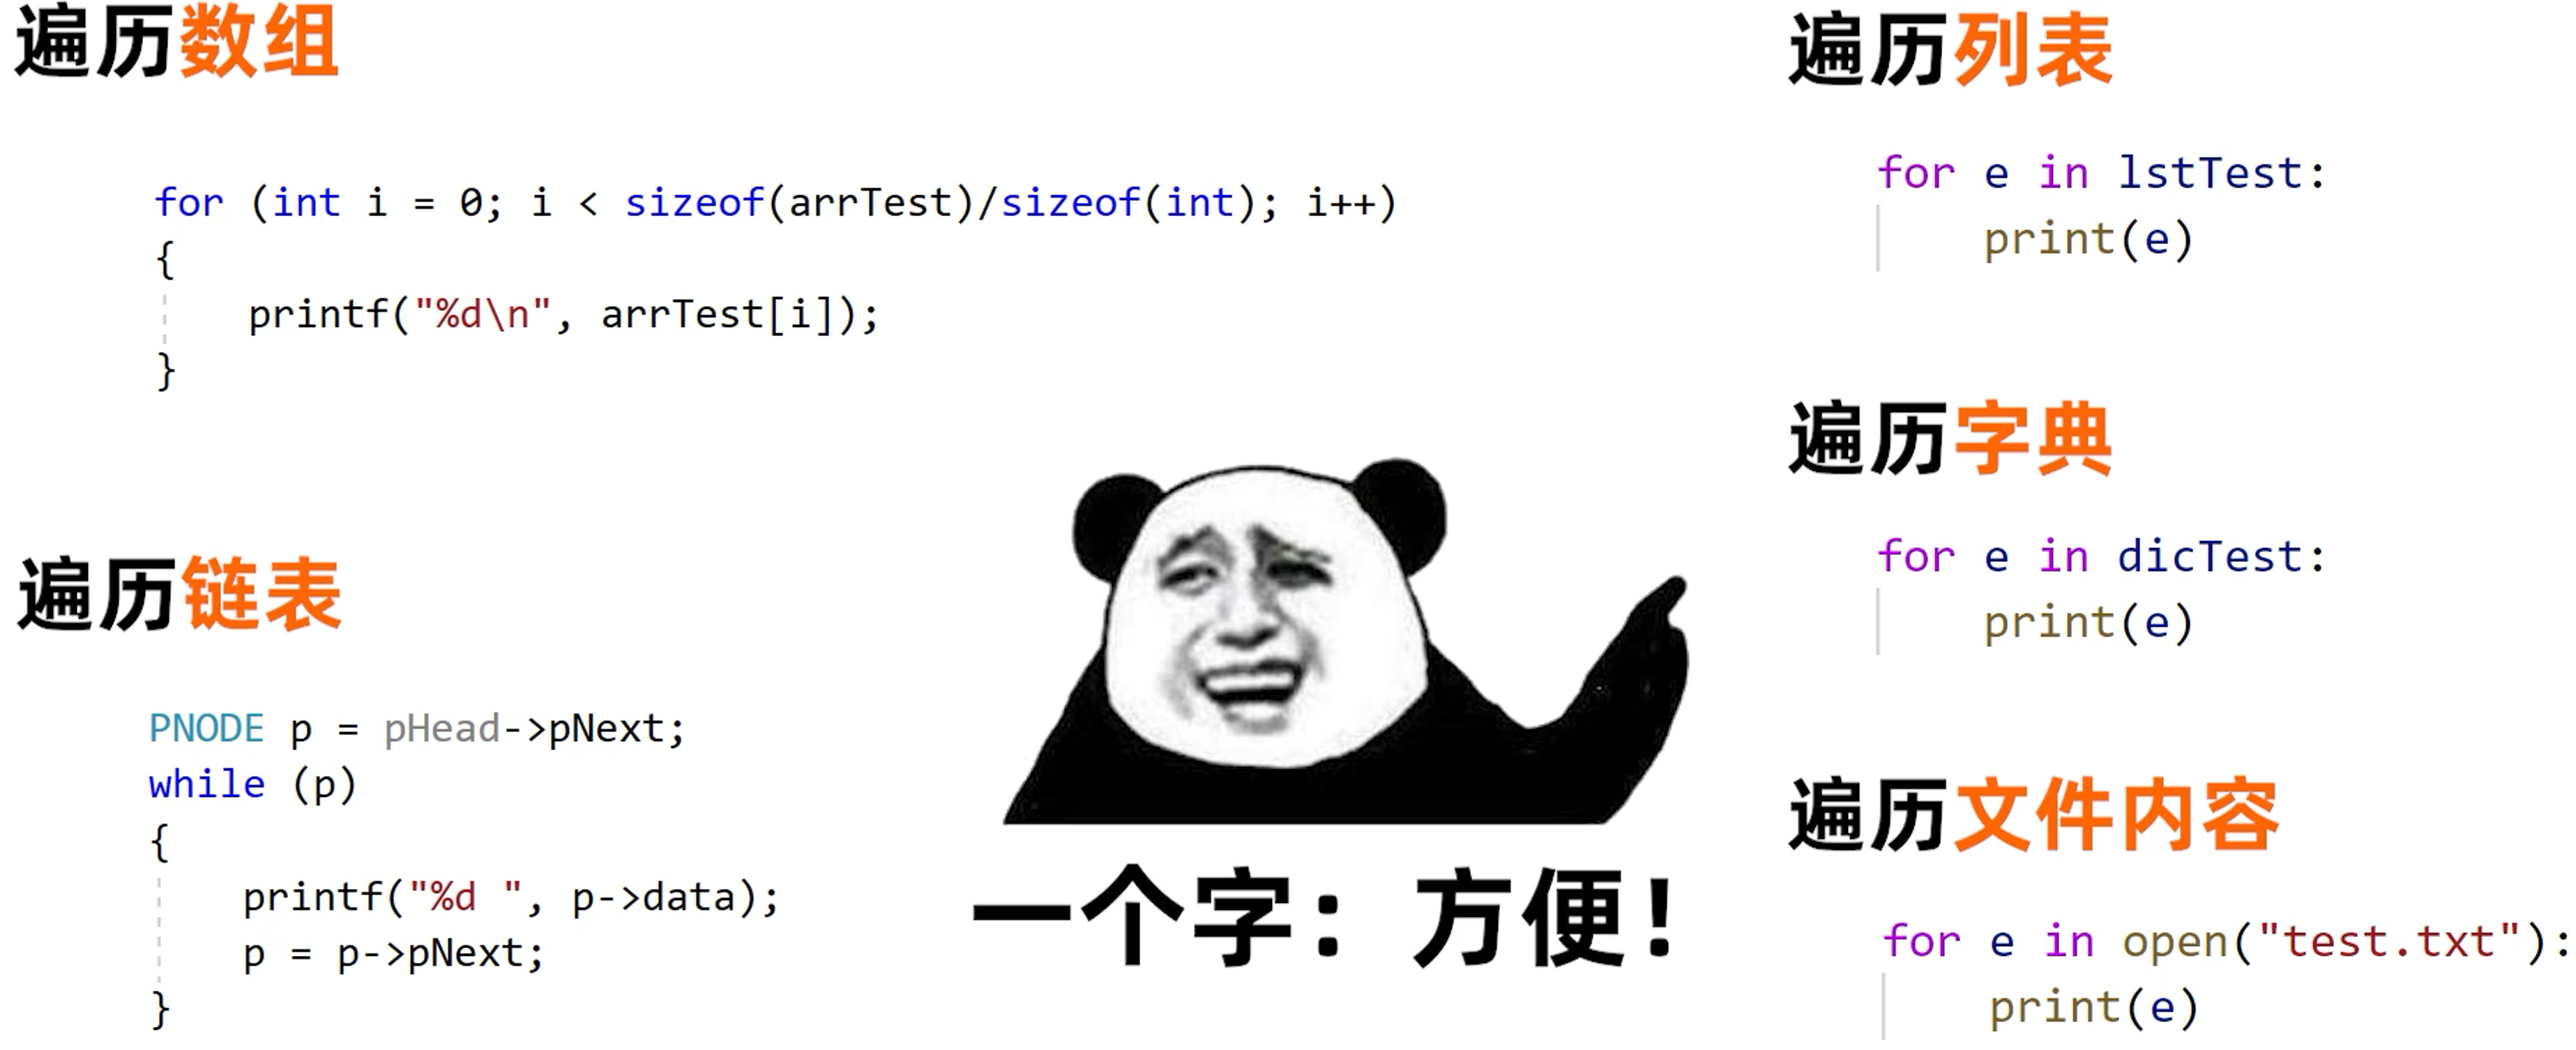 遍历数组
for (int i = 0; i < sizeof(arrTest)/sizeof(int); i++)
{
    printf("%d\n", arrTest[i]);
}
遍历链表
PNODE p = pHead->pNext;
while (p)
{
    printf("%d ", p->data);
    p = p->pNext;
}
一个字：方便！
遍历列表
for e in lstTest:
    print(e)
遍历字典
for e in dicTest:
    print(e)
遍历文件内容
for e in open("test.txt"):
    print(e)